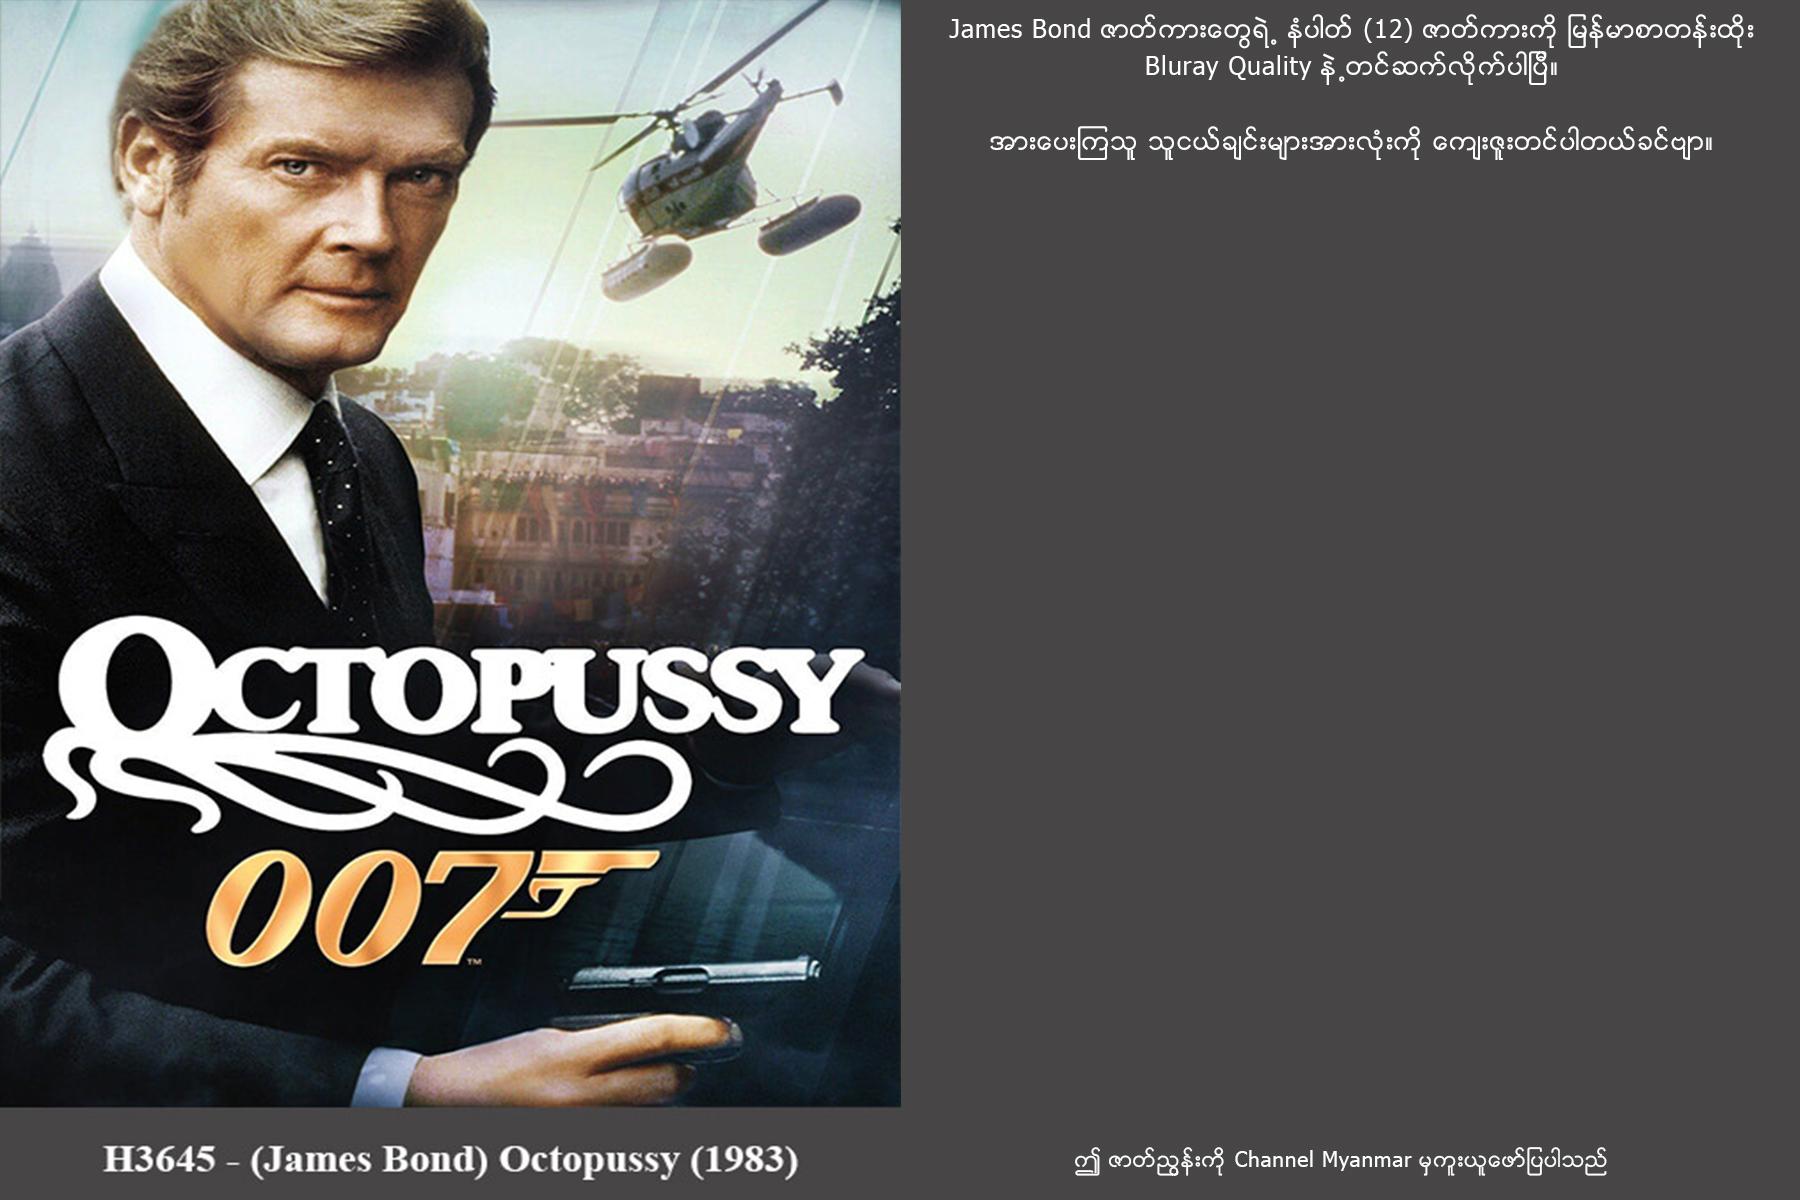 James Bond ဇာတ်ကားတွေရဲ့ နံပါတ် (12) ဇာတ်ကားကို မြန်မာစာတန်းထိုး
Bluray Quality နဲ့တင်ဆက်လိုက်ပါပြီ။
အားပေးကြသူ သူငယ်ချင်းများအားလုံးကို ကျေးဇူးတင်ပါတယ်ခင်ဗျာ။
OCTOPUSSY
007
TM
H3645 - (James Bond) Octopussy (1983)
ဤ ဇာတ်ညွှန်းကို Channel Myanmar မှကူးယူဖော်ပြပါသည်